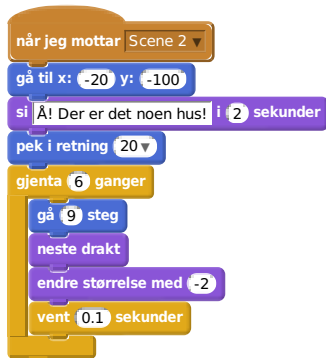 når jeg mottar Scene 2
gå til x: -20 y: -100
si Å! Der er det noen hus! i 2 sekunder
pek i retning 20
gjenta 6 ganger
gå 9 steg
neste drakt
endre størrelse med -2
vent 0.1 sekunder